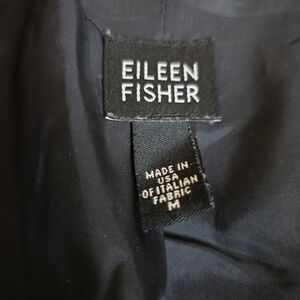 EILEEN
FISHER
MADE IN
USA
OF ITALIAN
FABRIC
M